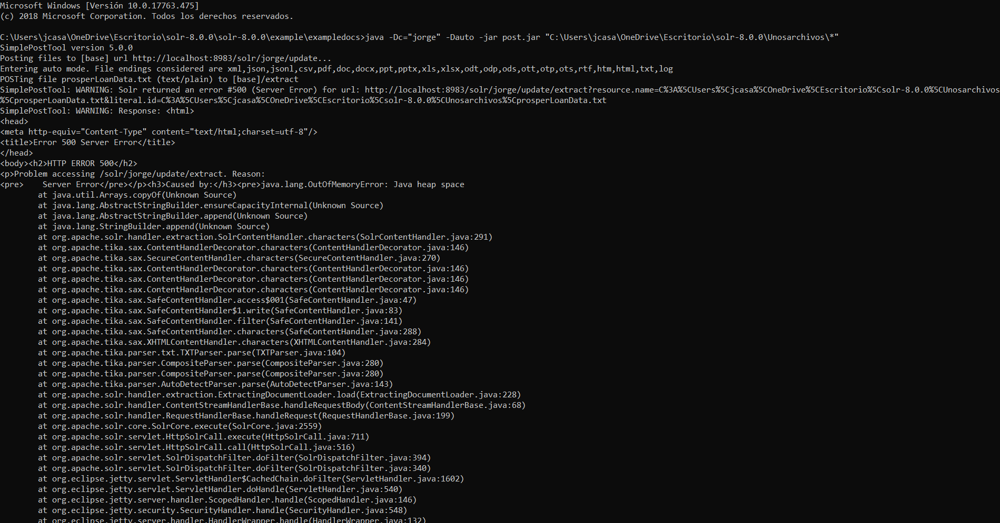 Microsoft Windows [Versión 10.0.17763.475]
(c) 2018 Microsoft Corporation. Todos los derechos reservados.
C:\Users\jcasa\OneDrive\Escritorio\solr-8.0.0\solr-8.0.0\example\exampledocs>java -Dc="jorge" -Dauto -jar post.jar "C:\Users\jcasa\OneDrive\Escritorio\solr-8.0.0\Unosarchivos\*"
SimplePostTool version 5.0.0
Posting files to [base] url http://localhost:8983/solr/jorge/update...
Entering auto mode. File endings considered are xml,json,jsonl,csv,pdf,doc,docx,ppt,pptx,xls,xlsx,odt,odp,ods,ott,otp,ots,rtf,htm,html,txt,log
POSTing file prosperLoanData.txt (text/plain) to [base]/extract
SimplePostTool: WARNING: Solr returned an error #500 (Server Error) for url: http://localhost:8983/solr/jorge/update/extract?resource.name=C%3A%5CUsers%5Cjcasa%5COneDrive%5CEscritorio%5Csolr-8.0.0%5CUnosarchivos
%5CprosperLoanData.txt&literal.id=C%3A%5CUsers%5Cjcasa%5COneDrive%5CEscritorio%5Csolr-8.0.0%5CUnosarchivos%5CprosperLoanData.txt
SimplePostTool: WARNING: Response: <html>
<head>
<meta http-equiv="Content-Type" content="text/html;charset=utf-8"/>
<title>Error 500 Server Error</title>
</head>
<body><h2>HTTP ERROR 500</h2>
<p>Problem accessing /solr/jorge/update/extract. Reason:
<pre>    Server Error</pre></p><h3>Caused by:</h3><pre>java.lang.OutOfMemoryError: Java heap space
        at java.util.Arrays.copyOf(Unknown Source)
        at java.lang.AbstractStringBuilder.ensureCapacityInternal(Unknown Source)
        at java.lang.AbstractStringBuilder.append(Unknown Source)
        at java.lang.StringBuilder.append(Unknown Source)
        at org.apache.solr.handler.extraction.SolrContentHandler.characters(SolrContentHandler.java:291)
        at org.apache.tika.sax.ContentHandlerDecorator.characters(ContentHandlerDecorator.java:146)
        at org.apache.tika.sax.SecureContentHandler.characters(SecureContentHandler.java:270)
        at org.apache.tika.sax.ContentHandlerDecorator.characters(ContentHandlerDecorator.java:146)
        at org.apache.tika.sax.ContentHandlerDecorator.characters(ContentHandlerDecorator.java:146)
        at org.apache.tika.sax.ContentHandlerDecorator.characters(ContentHandlerDecorator.java:146)
        at org.apache.tika.sax.SafeContentHandler.access$001(SafeContentHandler.java:47)
        at org.apache.tika.sax.SafeContentHandler$1.write(SafeContentHandler.java:83)
        at org.apache.tika.sax.SafeContentHandler.filter(SafeContentHandler.java:141)
        at org.apache.tika.sax.SafeContentHandler.characters(SafeContentHandler.java:288)
        at org.apache.tika.sax.XHTMLContentHandler.characters(XHTMLContentHandler.java:284)
        at org.apache.tika.parser.txt.TXTParser.parse(TXTParser.java:104)
        at org.apache.tika.parser.CompositeParser.parse(CompositeParser.java:280)
        at org.apache.tika.parser.CompositeParser.parse(CompositeParser.java:280)
        at org.apache.tika.parser.AutoDetectParser.parse(AutoDetectParser.java:143)
        at org.apache.solr.handler.extraction.ExtractingDocumentLoader.load(ExtractingDocumentLoader.java:228)
        at org.apache.solr.handler.ContentStreamHandlerBase.handleRequestBody(ContentStreamHandlerBase.java:68)
        at org.apache.solr.handler.RequestHandlerBase.handleRequest(RequestHandlerBase.java:199)
        at org.apache.solr.core.SolrCore.execute(SolrCore.java:2559)
        at org.apache.solr.servlet.HttpSolrCall.execute(HttpSolrCall.java:711)
        at org.apache.solr.servlet.HttpSolrCall.call(HttpSolrCall.java:516)
        at org.apache.solr.servlet.SolrDispatchFilter.doFilter(SolrDispatchFilter.java:394)
        at org.apache.solr.servlet.SolrDispatchFilter.doFilter(SolrDispatchFilter.java:340)
        at org.eclipse.jetty.servlet.ServletHandler$CachedChain.doFilter(ServletHandler.java:1602)
        at org.eclipse.jetty.servlet.ServletHandler.doHandle(ServletHandler.java:540)
        at org.eclipse.jetty.server.handler.ScopedHandler.handle(ScopedHandler.java:146)
        at org.eclipse.jetty.security.SecurityHandler.handle(SecurityHandler.java:548)
        at org.eclipse.jetty.server.handler.HandlerWrapper.handle(HandlerWrapper.java:132)